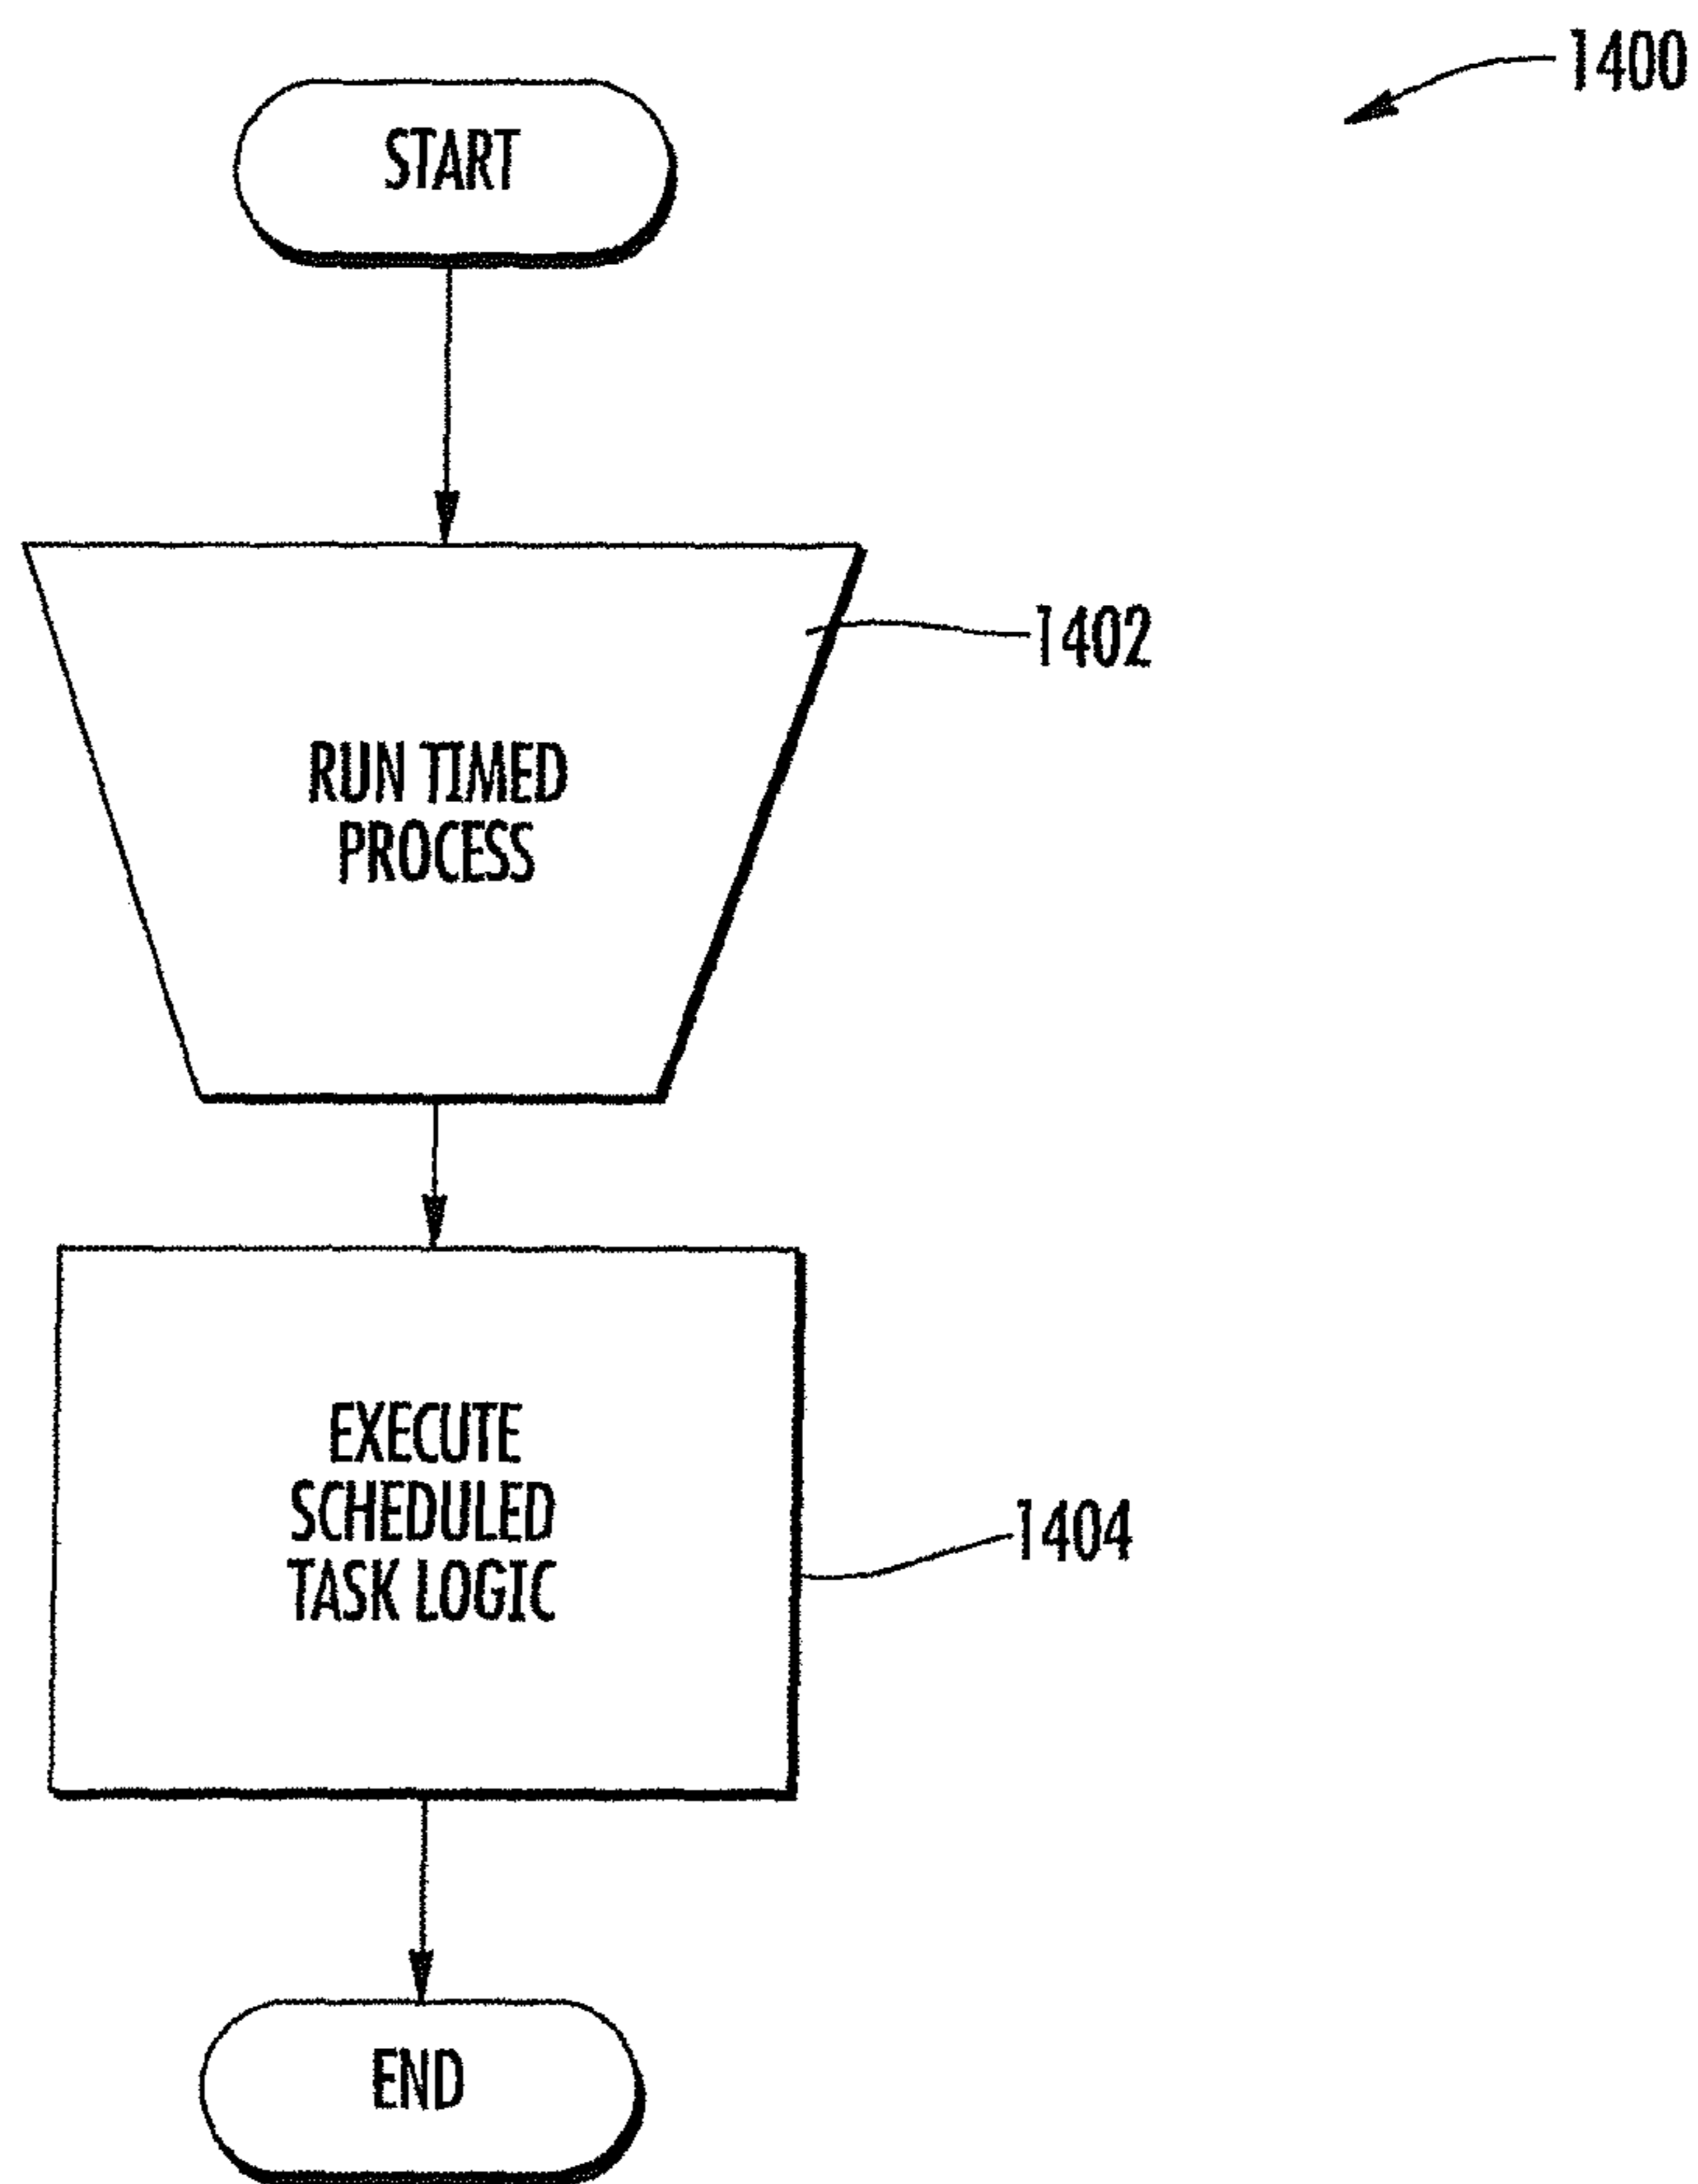 1400
START
1402
RUN TIMED
PROCESS
EXECUTE
SCHEDULED
TASK LOGIC
1404
END